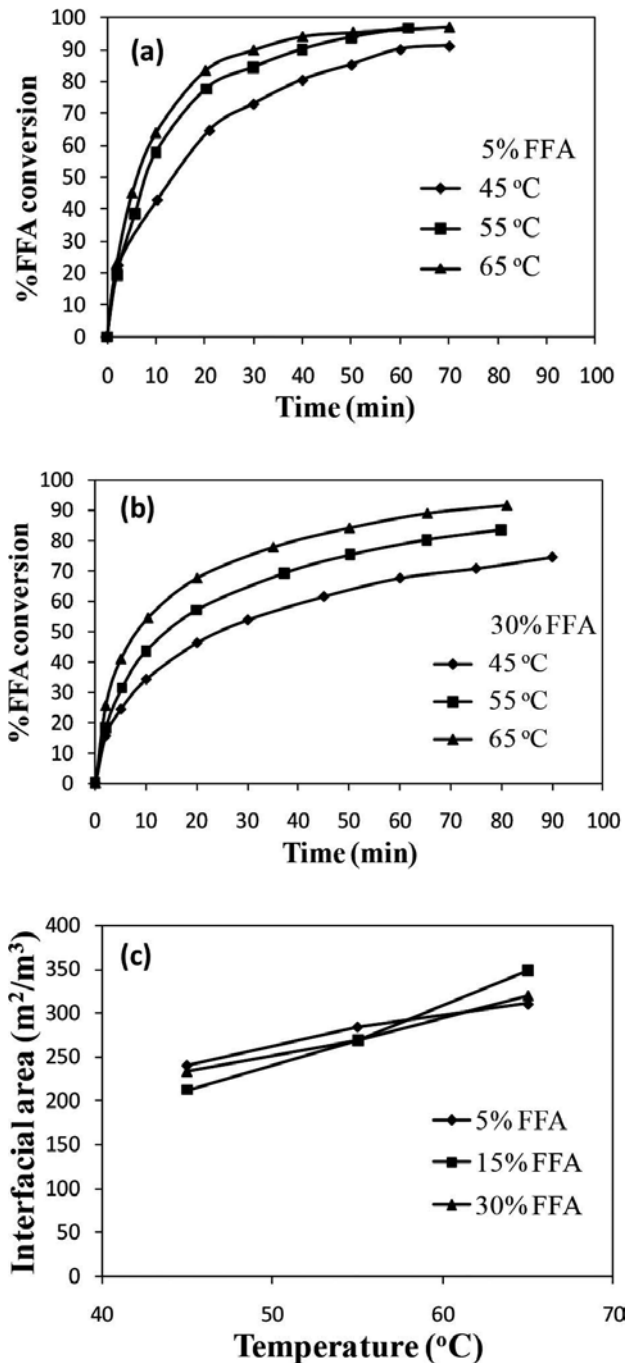 100
90
80
70
60
50
40
30
20
10
0
(a)
%FFA conversion
5% FFA
45 °C
55 °C
65 °C
0 10 20 30 40 50 60 70 80 90 100
Time (min)
100
90
80
70
60
50
40
30
20
10
0
(b)
%FFA conversion
30% FFA
45 °C
55 °C
65 °C
0 10 20 30 40 50 60 70 80 90 100
Time (min)
400
350
300
250
200
150
100
50
0
(c)
Interfacial area (m²/m³)
5% FFA
15% FFA
30% FFA
40 50 60 70
Temperature (°C)